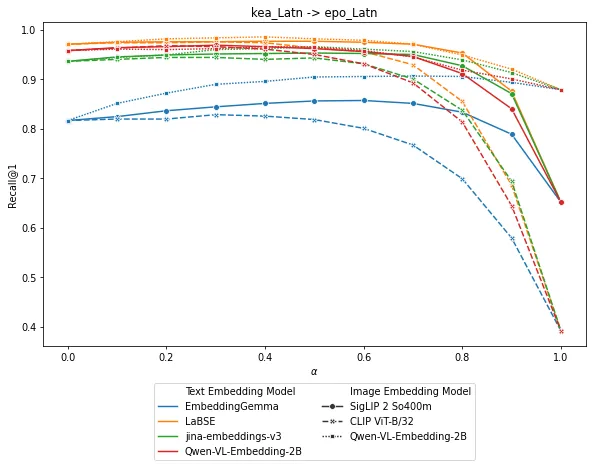 kea_Latn -> epo_Latn
Recall@1
1.0
0.9
0.8
0.7
0.6
0.5
0.4
0.0 0.2 0.4 0.6 0.8 1.0
α
Text Embedding Model
EmbeddingGemma
LaBSE
jina-embeddings-v3
Qwen-VL-Embedding-2B
Image Embedding Model
SigLIP 2 So400m
CLIP ViT-B/32
Qwen-VL-Embedding-2B